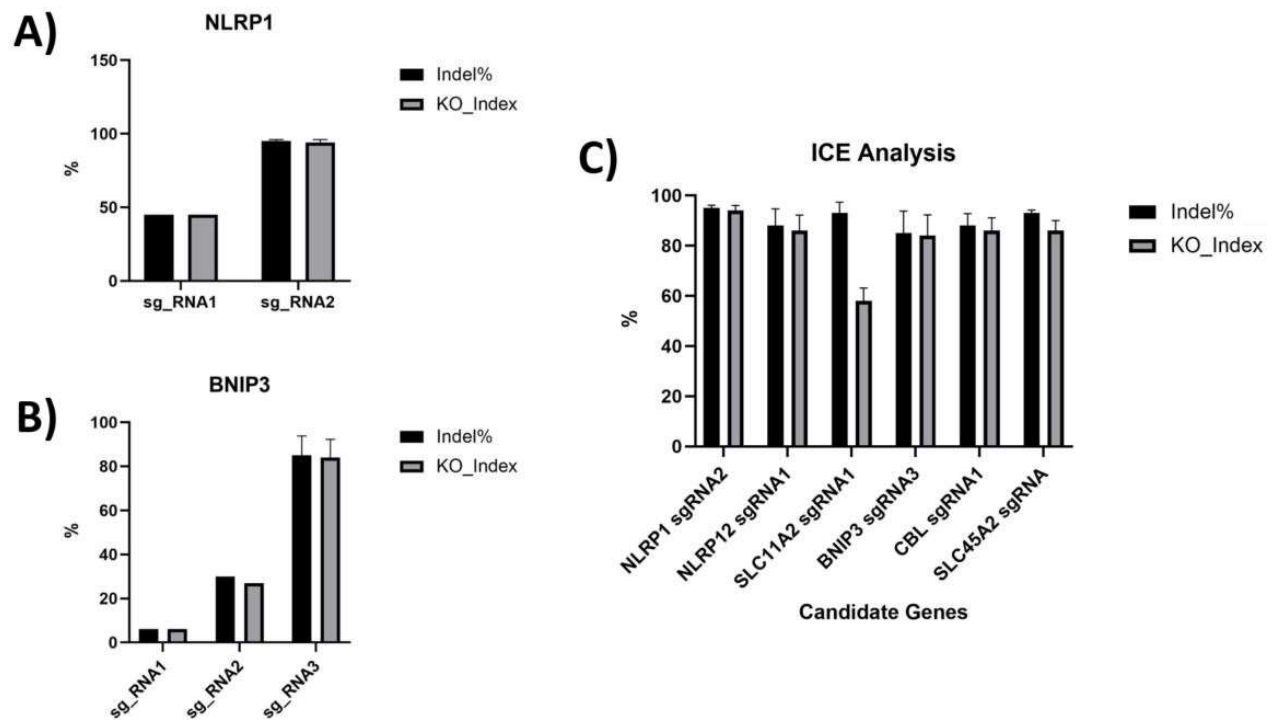 A)
NLRP1
150
100
50
0
%
sg_RNA1
sg_RNA2
Indel%
KO_Index
B)
BNIP3
100
80
60
40
20
0
%
sg_RNA1
sg_RNA2
sg_RNA3
Indel%
KO_Index
C)
ICE Analysis
100
80
60
40
20
0
%
NLRP1 sgRNA2
NLRP12 sgRNA1
SLC11A2 sgRNA1
BNIP3 sgRNA3
CBL sgRNA1
SLC45A2 sgRNA
Candidate Genes
Indel%
KO_Index